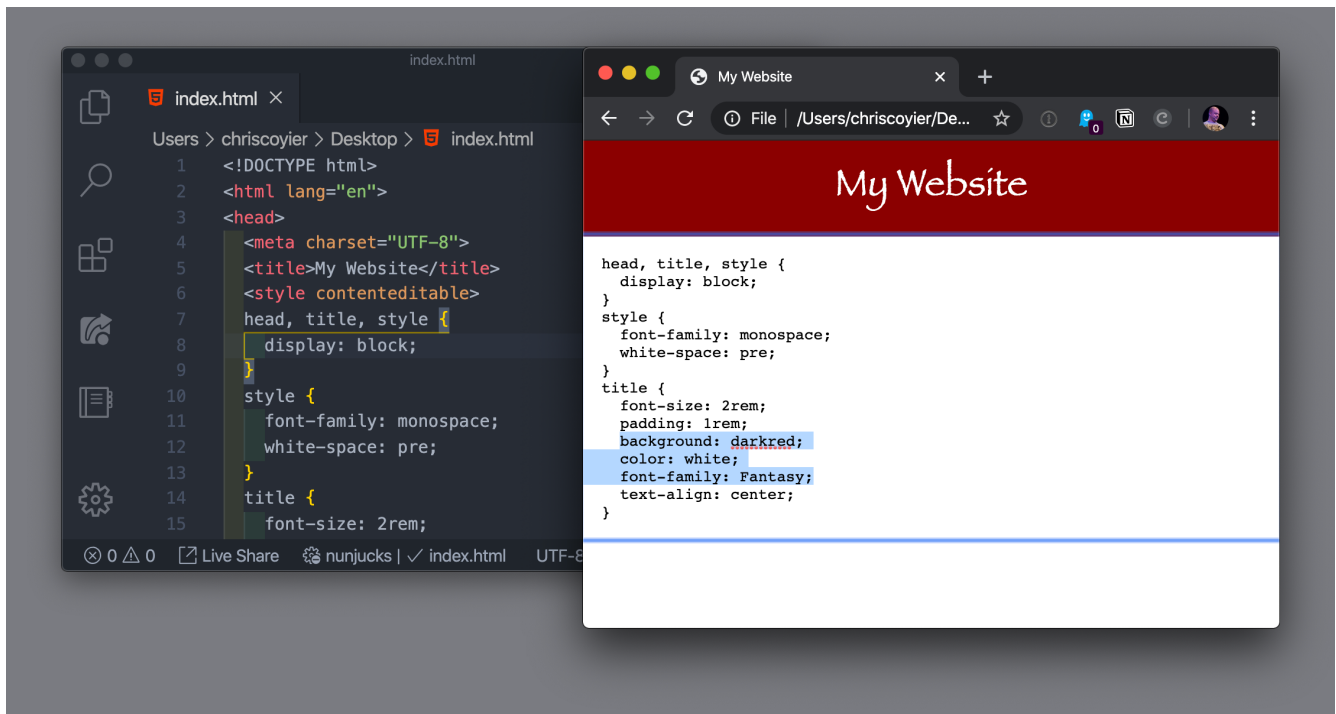 index.html
index.html
Users > chriscoyier > Desktop > index.html
1 <!DOCTYPE html>
2 <html lang="en">
3 <head>
4 <meta charset="UTF-8">
5 <title>My Website</title>
6 <style contenteditable>
7 head, title, style {
8 display: block;
9 }
10 style {
11 font-family: monospace;
12 white-space: pre;
13 }
14 title {
15 font-size: 2rem;
0 0 Live Share nunjucks | ✓ index.html UTF-8
My Website
File | /Users/chriscoyier/De...
0
My Website
head, title, style {
display: block;
}
style {
font-family: monospace;
white-space: pre;
}
title {
font-size: 2rem;
padding: 1rem;
background: darkred;
color: white;
font-family: Fantasy;
text-align: center;
}